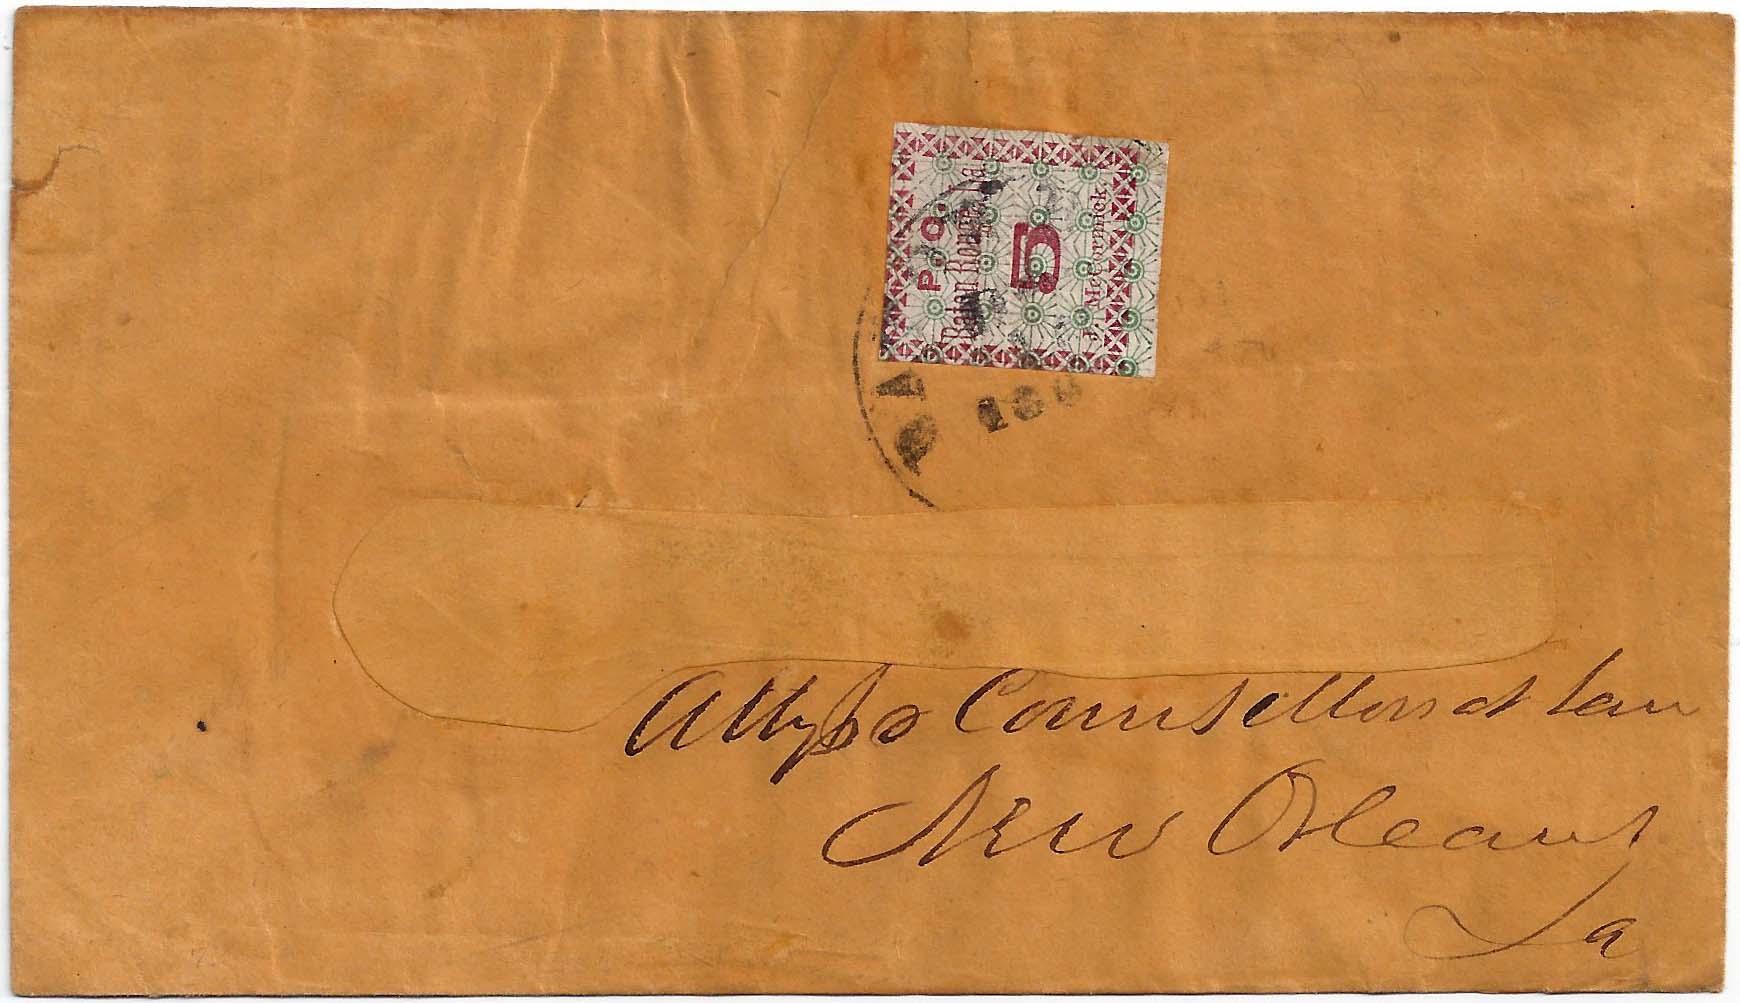 P. O.
Baton Rouge, La.
5
J. McCormick.
Attys & Counsellors at Law
New Orleans
La